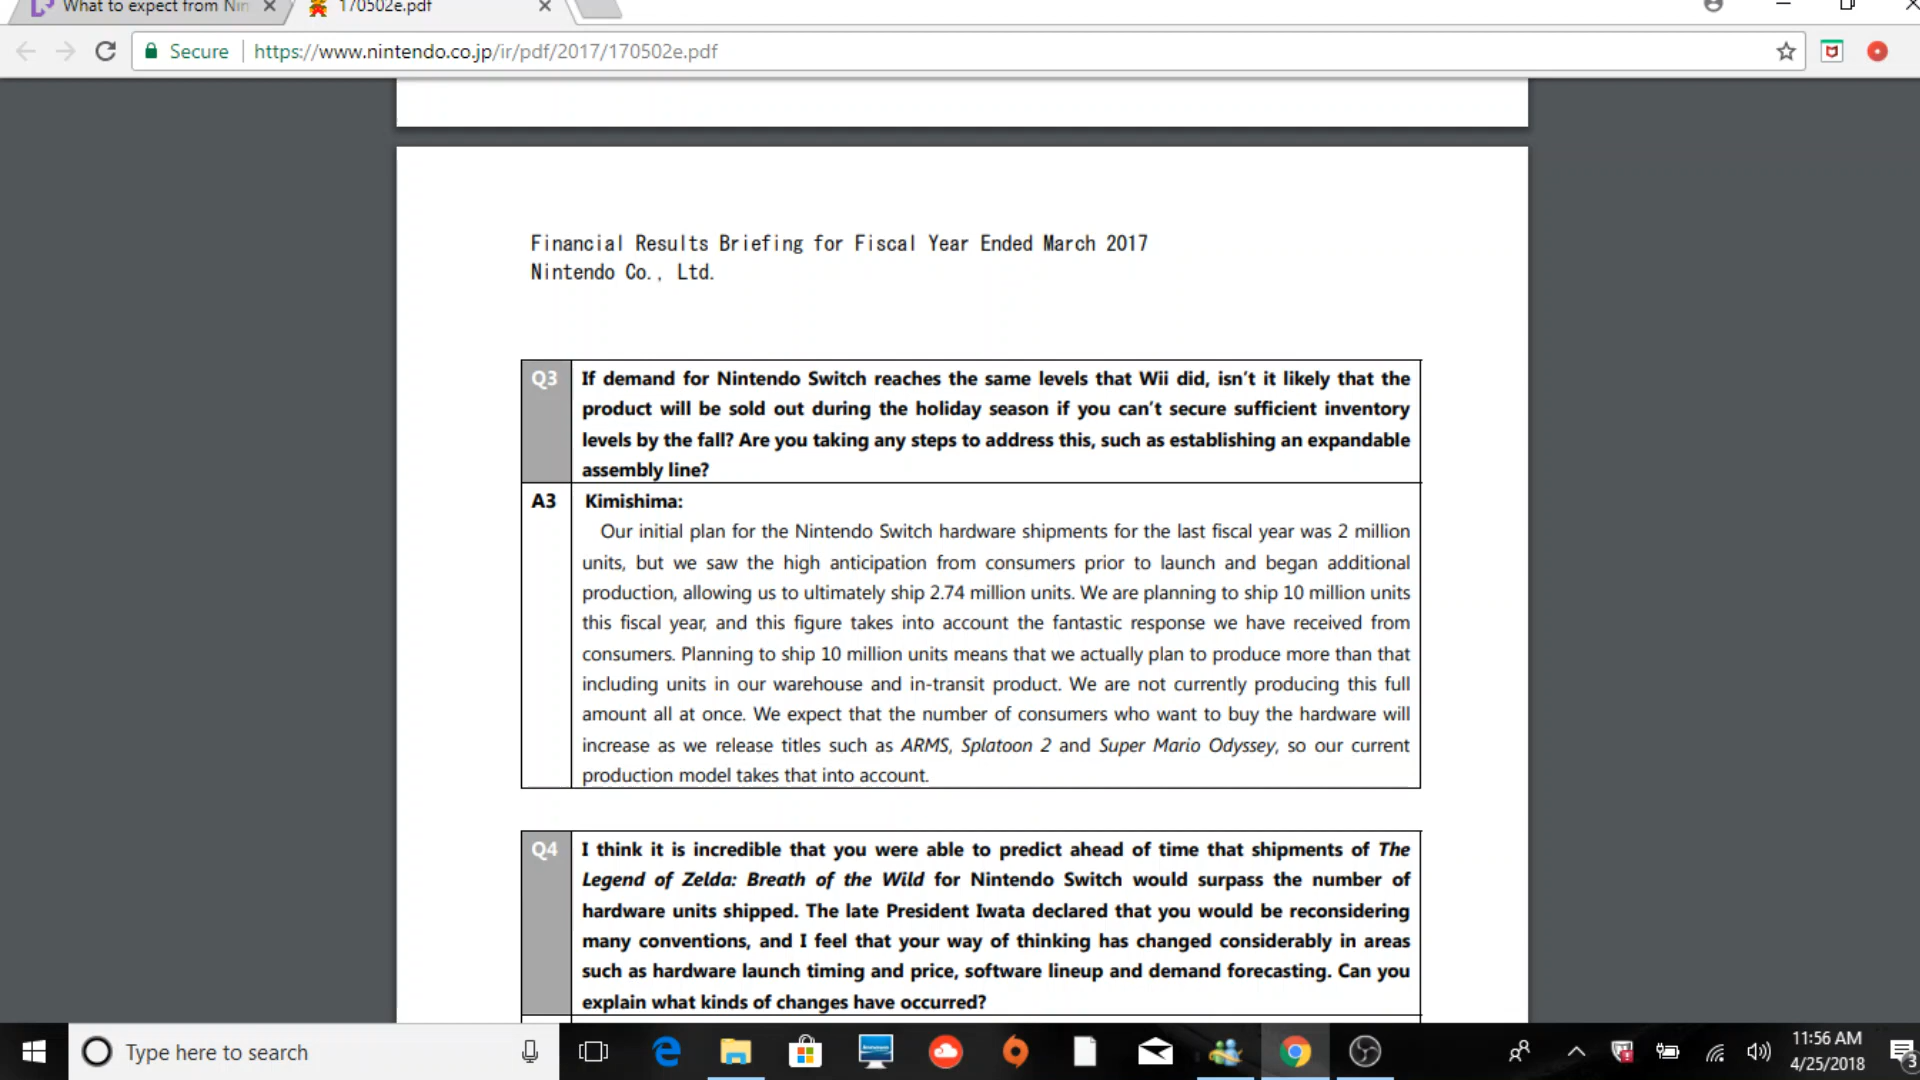 What to expect from Nin
170502e.pdf
Secure
https://www.nintendo.co.jp/ir/pdf/2017/170502e.pdf
Financial Results Briefing for Fiscal Year Ended March 2017
Nintendo Co., Ltd.
Q3
If demand for Nintendo Switch reaches the same levels that Wii did, isn't it likely that the
product will be sold out during the holiday season if you can't secure sufficient inventory
levels by the fall? Are you taking any steps to address this, such as establishing an expandable
assembly line?
A3
Kimishima:
Our initial plan for the Nintendo Switch hardware shipments for the last fiscal year was 2 million
units, but we saw the high anticipation from consumers prior to launch and began additional
production, allowing us to ultimately ship 2.74 million units. We are planning to ship 10 million units
this fiscal year, and this figure takes into account the fantastic response we have received from
consumers. Planning to ship 10 million units means that we actually plan to produce more than that
including units in our warehouse and in-transit product. We are not currently producing this full
amount all at once. We expect that the number of consumers who want to buy the hardware will
increase as we release titles such as ARMS, Splatoon 2 and Super Mario Odyssey, so our current
production model takes that into account.
Q4
I think it is incredible that you were able to predict ahead of time that shipments of The
Legend of Zelda: Breath of the Wild for Nintendo Switch would surpass the number of
hardware units shipped. The late President Iwata declared that you would be reconsidering
many conventions, and I feel that your way of thinking has changed considerably in areas
such as hardware launch timing and price, software lineup and demand forecasting. Can you
explain what kinds of changes have occurred?
Type here to search
11:56 AM
4/25/2018
3